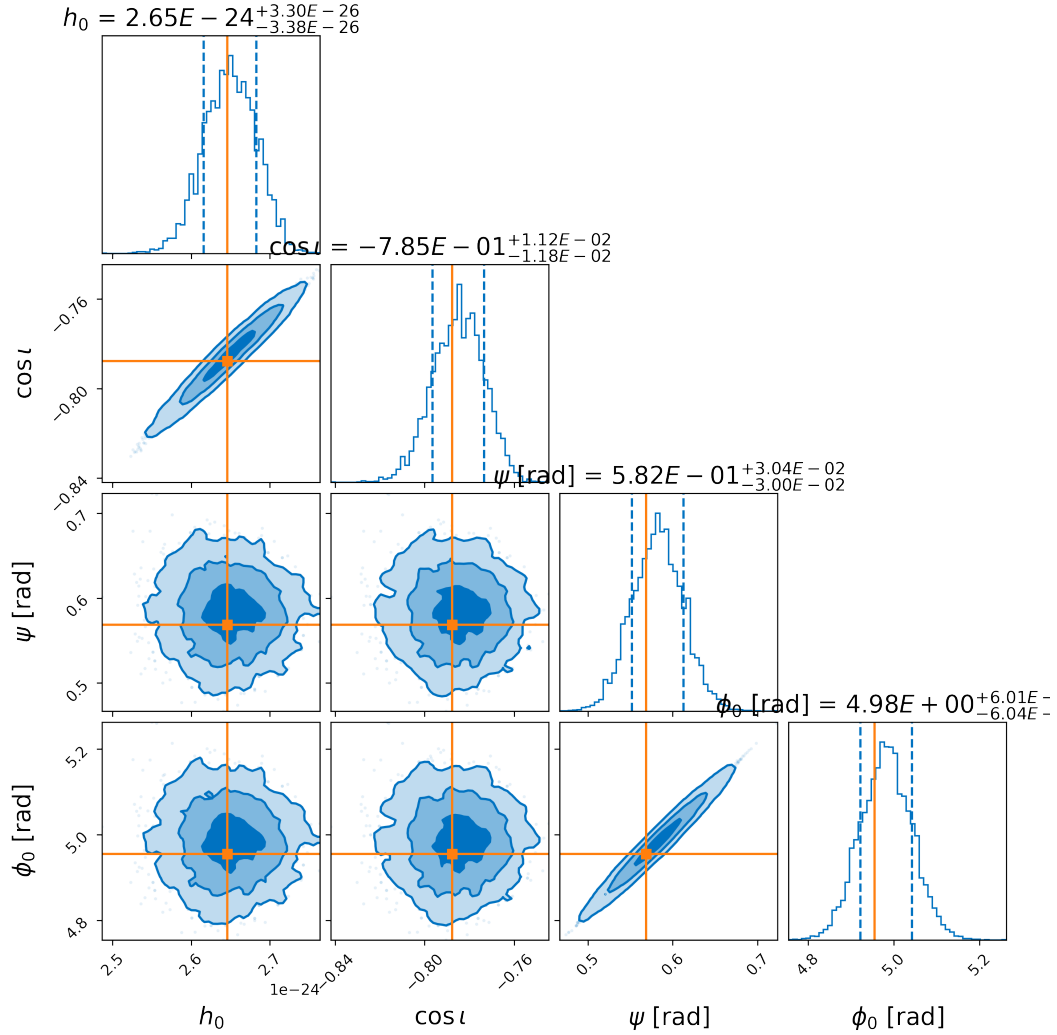 h₀ = 2.65E − 24 +3.30E − 26 −3.38E − 26
cos ι = −7.85E − 01 +1.12E − 02 −1.18E − 02
cos ι
−0.76
−0.80
−0.84
ψ [rad] = 5.82E − 01 +3.04E − 02 −3.00E − 02
ψ [rad]
0.7
0.6
0.5
ϕ₀ [rad] = 4.98E + 00 +6.01E − −6.04E −
ϕ₀ [rad]
5.2
5.0
4.8
2.5 2.6 2.7 −0.84 −0.80 −0.76 0.5 0.6 0.7 4.8 5.0 5.2
1e−24
h₀ cos ι ψ [rad] ϕ₀ [rad]